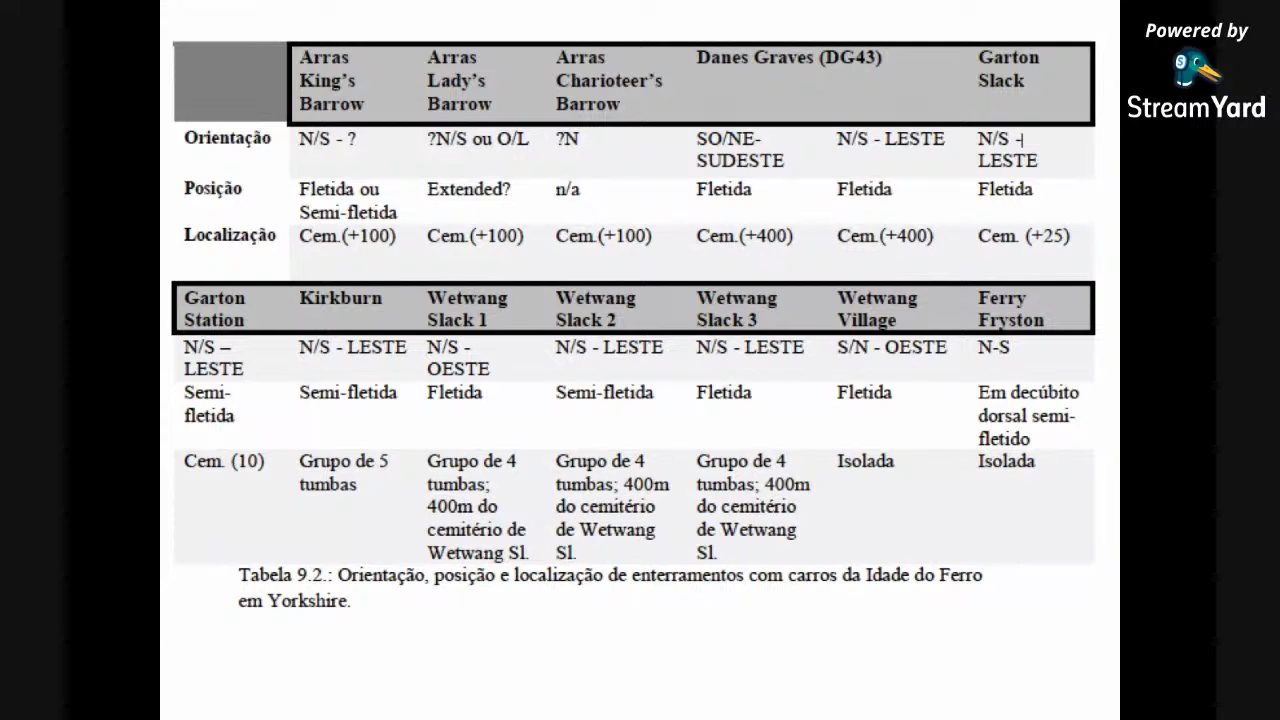 Powered by
StreamYard
Arras Arras Arras Danes Graves (DG43) Garton
King's Lady's Charioteer's Slack
Barrow Barrow Barrow
Orientação N/S - ? ?N/S ou O/L ?N SO/NE- N/S - LESTE N/S -
SUDESTE LESTE
Posição Fletida ou Extended? n/a Fletida Fletida Fletida
Semi-fletida
Localização Cem.(+100) Cem.(+100) Cem.(+100) Cem.(+400) Cem.(+400) Cem. (+25)
Garton Kirkburn Wetwang Wetwang Wetwang Wetwang Ferry
Station Slack 1 Slack 2 Slack 3 Village Fryston
N/S – N/S - LESTE N/S - N/S - LESTE N/S - LESTE S/N - OESTE N-S
LESTE OESTE
Semi- Semi-fletida Fletida Semi-fletida Fletida Fletida Em decúbito
fletida dorsal semi-
fletido
Cem. (10) Grupo de 5 Grupo de 4 Grupo de 4 Grupo de 4 Isolada Isolada
tumbas tumbas; tumbas; 400m tumbas; 400m
400m do do cemitério do cemitério
cemitério de de Wetwang de Wetwang
Wetwang Sl. Sl. Sl.
Tabela 9.2.: Orientação, posição e localização de enterramentos com carros da Idade do Ferro
em Yorkshire.